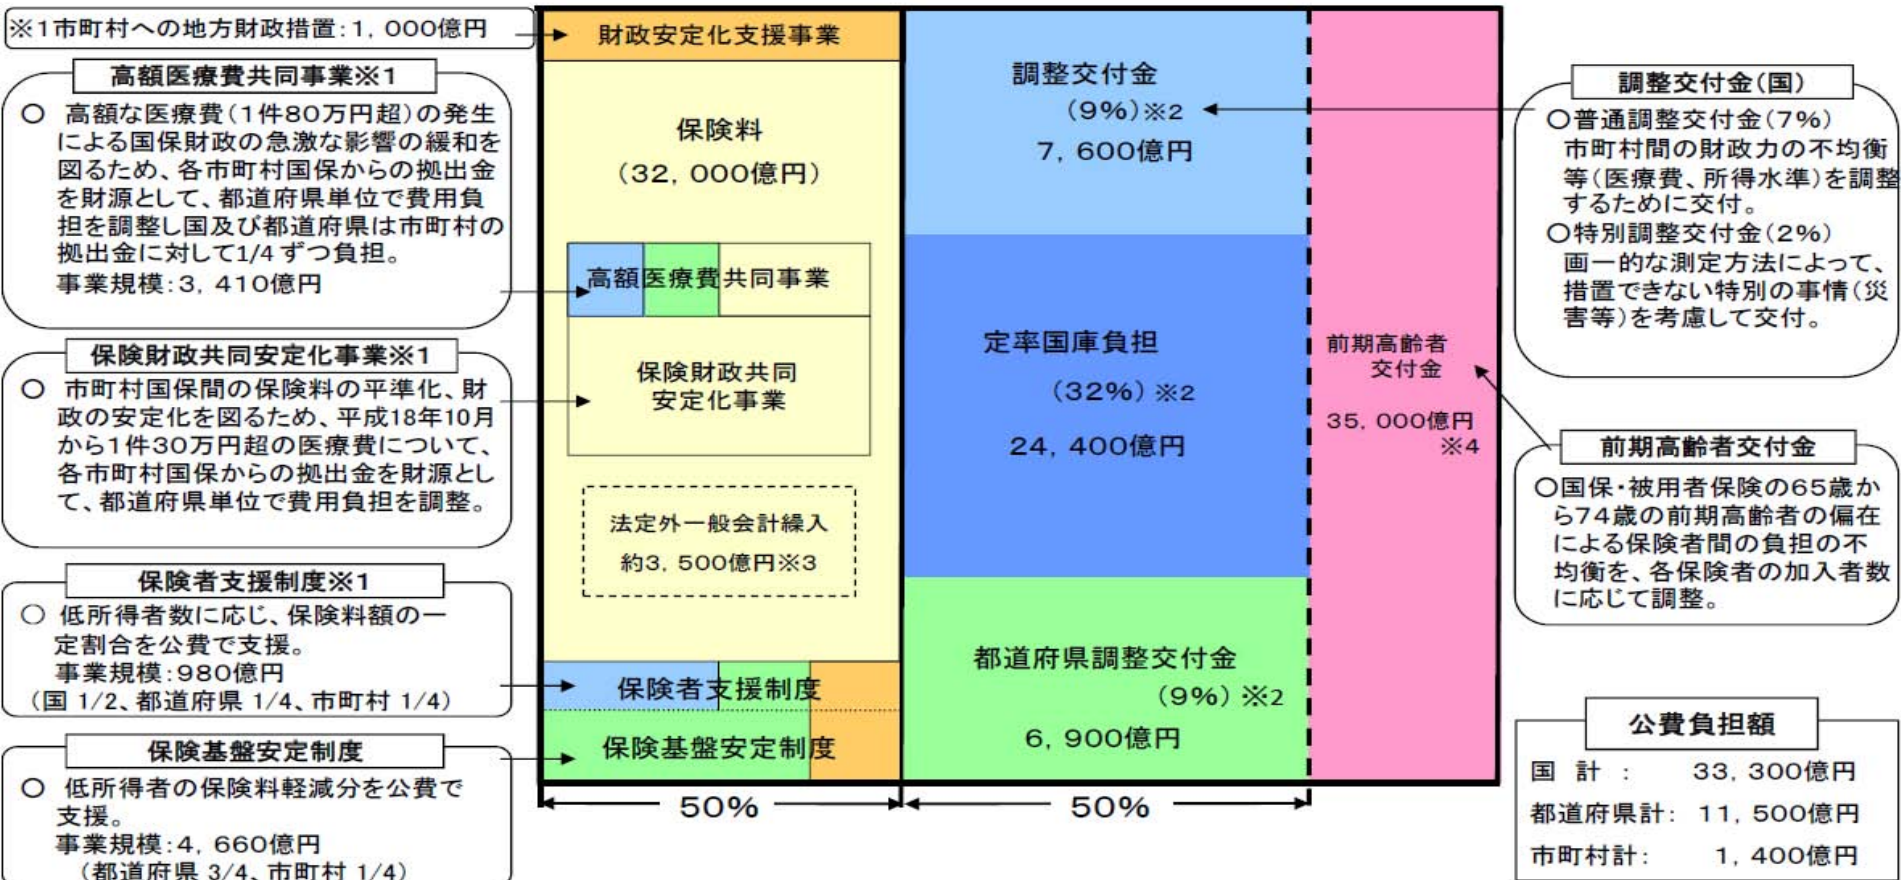 ※1市町村への地方財政措置:1,000億円
高額医療費共同事業※1
○ 高額な医療費(1件80万円超)の発生
による国保財政の急激な影響の緩和を
図るため、各市町村国保からの拠出金
を財源として、都道府県単位で費用負
担を調整し国及び都道府県は市町村の
拠出金に対して1/4ずつ負担。
事業規模:3,410億円
保険財政共同安定化事業※1
○ 市町村国保間の保険料の平準化、財
政の安定化を図るため、平成18年10月
から1件30万円超の医療費について、
各市町村国保からの拠出金を財源とし
て、都道府県単位で費用負担を調整。
保険者支援制度※1
○ 低所得者数に応じ、保険料額の一
定割合を公費で支援。
事業規模:980億円
(国 1/2、都道府県 1/4、市町村 1/4)
保険基盤安定制度
○ 低所得者の保険料軽減分を公費で
支援。
事業規模:4,660億円
(都道府県 3/4、市町村 1/4)
財政安定化支援事業
保険料
(32,000億円)
高額医療費共同事業
保険財政共同
安定化事業
法定外一般会計繰入
約3,500億円※3
保険者支援制度
保険基盤安定制度
50%
調整交付金
(9%)※2
7,600億円
定率国庫負担
(32%)※2
24,400億円
都道府県調整交付金
(9%)※2
6,900億円
50%
前期高齢者
交付金
35,000億円
※4
調整交付金(国)
○普通調整交付金(7%)
市町村間の財政力の不均衡
等(医療費、所得水準)を調整
するために交付。
○特別調整交付金(2%)
画一的な測定方法によって、
措置できない特別の事情(災
害等)を考慮して交付。
前期高齢者交付金
○国保・被用者保険の65歳か
ら74歳の前期高齢者の偏在
による保険者間の負担の不
均衡を、各保険者の加入者数
に応じて調整。
公費負担額
国 計 : 33,300億円
都道府県計: 11,500億円
市町村計: 1,400億円